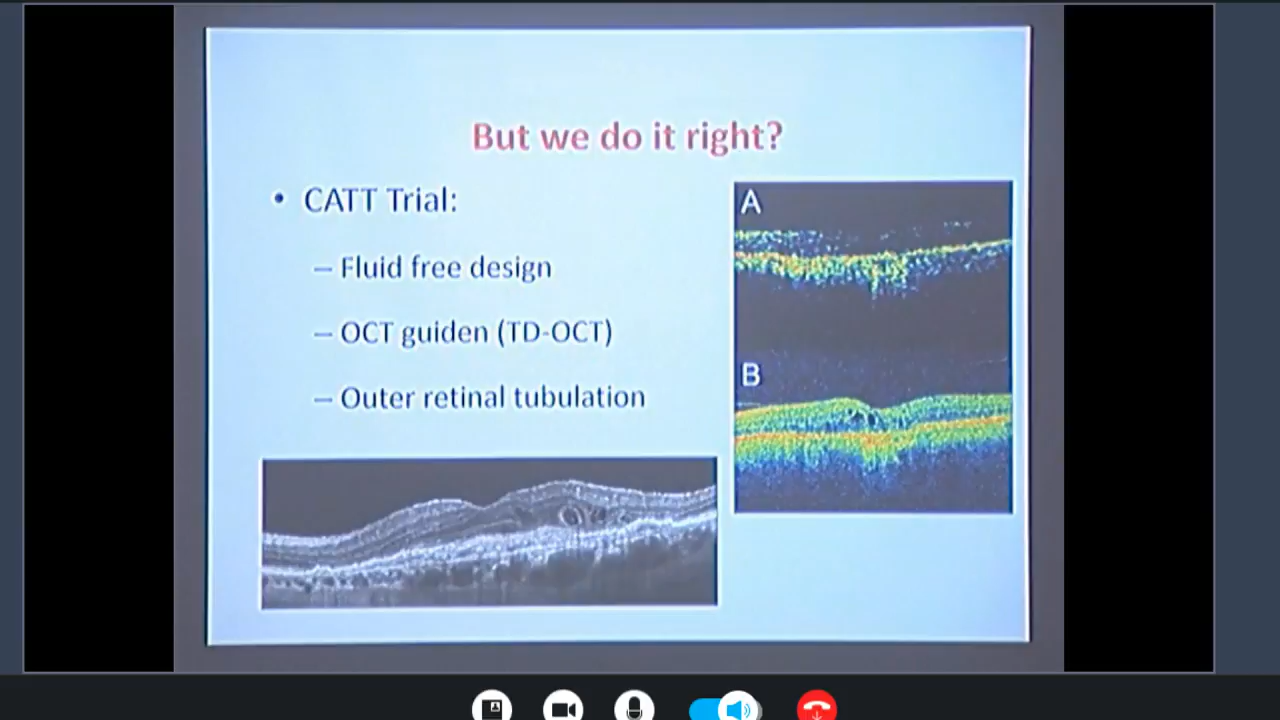 But we do it right?
• CATT Trial:
– Fluid free design
– OCT guiden (TD-OCT)
– Outer retinal tubulation
A
B